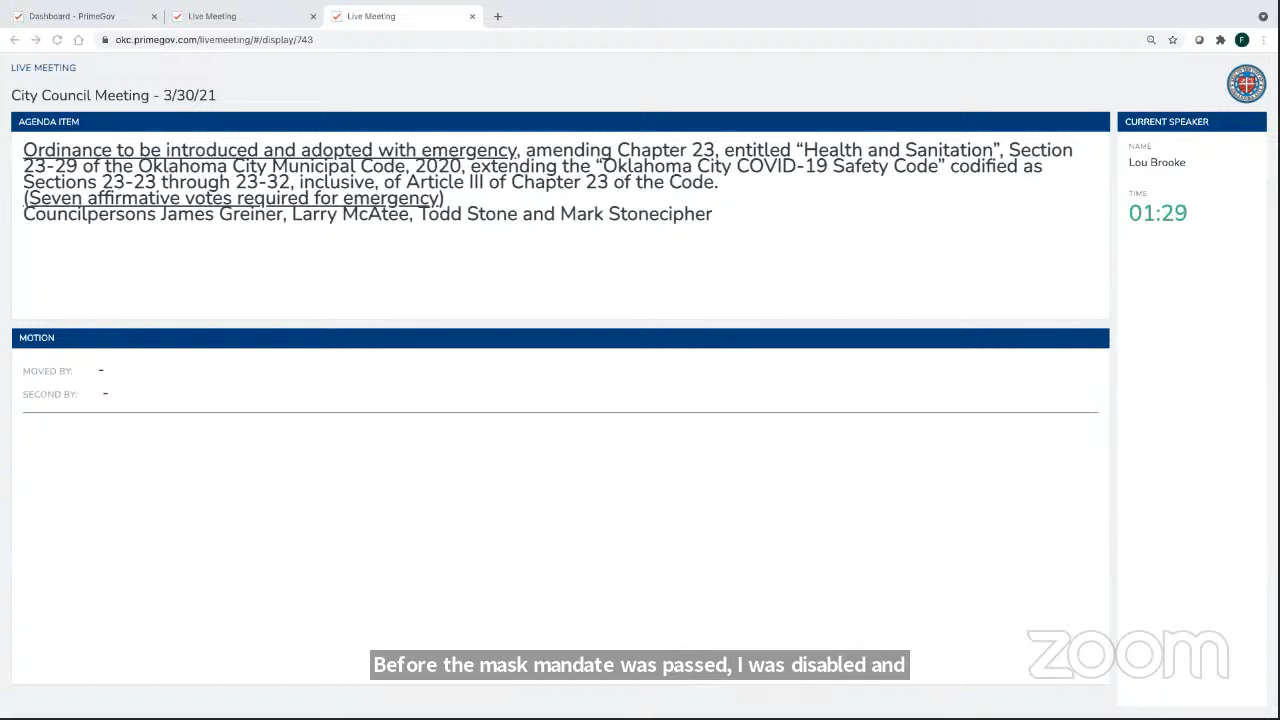 Dashboard - PrimeGov
Live Meeting
Live Meeting
okc.primegov.com/livemeeting/#/display/743
F
LIVE MEETING
City Council Meeting - 3/30/21
AGENDA ITEM
Ordinance to be introduced and adopted with emergency, amending Chapter 23, entitled “Health and Sanitation”, Section
23-29 of the Oklahoma City Municipal Code, 2020, extending the “Oklahoma City COVID-19 Safety Code” codified as
Sections 23-23 through 23-32, inclusive, of Article III of Chapter 23 of the Code.
(Seven affirmative votes required for emergency)
Councilpersons James Greiner, Larry McAtee, Todd Stone and Mark Stonecipher
CURRENT SPEAKER
NAME
Lou Brooke
TIME
01:29
MOTION
MOVED BY: -
SECOND BY: -
Before the mask mandate was passed, I was disabled and
zoom